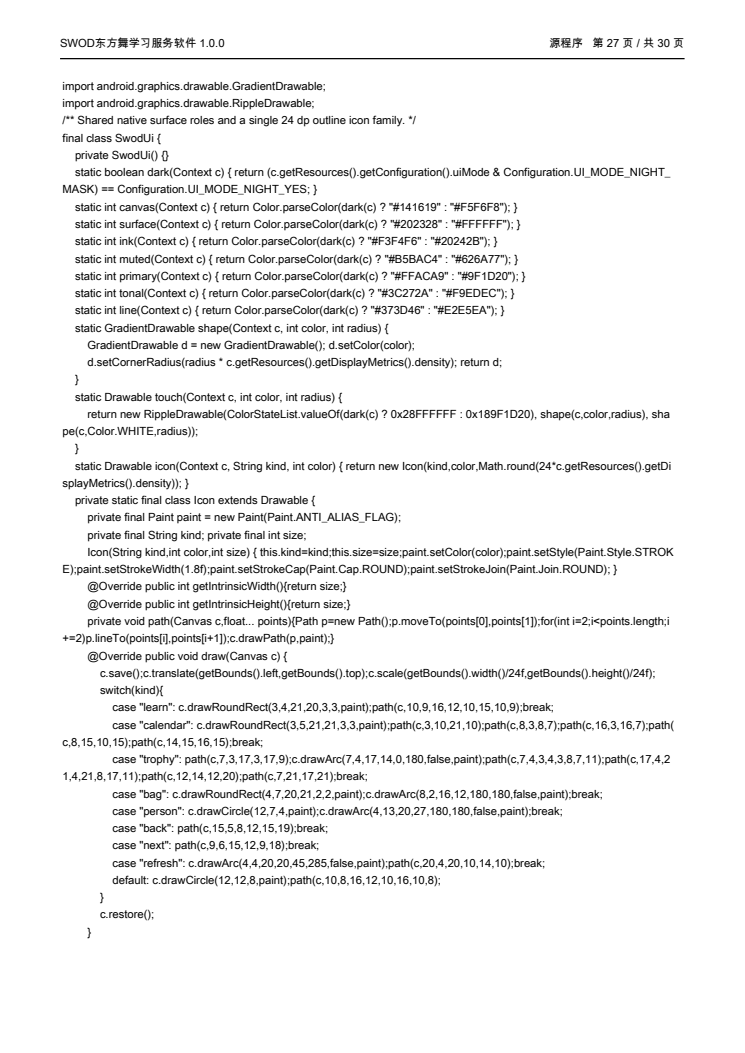 SWOD东方舞学习服务软件 1.0.0
源程序 第 27 页 / 共 30 页
import android.graphics.drawable.GradientDrawable;
import android.graphics.drawable.RippleDrawable;
/** Shared native surface roles and a single 24 dp outline icon family. */
final class SwodUi {
private SwodUi() {}
static boolean dark(Context c) { return (c.getResources().getConfiguration().uiMode & Configuration.UI_MODE_NIGHT_
MASK) == Configuration.UI_MODE_NIGHT_YES; }
static int canvas(Context c) { return Color.parseColor(dark(c) ? "#141619" : "#F5F6F8"); }
static int surface(Context c) { return Color.parseColor(dark(c) ? "#202328" : "#FFFFFF"); }
static int ink(Context c) { return Color.parseColor(dark(c) ? "#F3F4F6" : "#20242B"); }
static int muted(Context c) { return Color.parseColor(dark(c) ? "#B5BAC4" : "#626A77"); }
static int primary(Context c) { return Color.parseColor(dark(c) ? "#FFACA9" : "#9F1D20"); }
static int tonal(Context c) { return Color.parseColor(dark(c) ? "#3C272A" : "#F9EDEC"); }
static int line(Context c) { return Color.parseColor(dark(c) ? "#373D46" : "#E2E5EA"); }
static GradientDrawable shape(Context c, int color, int radius) {
GradientDrawable d = new GradientDrawable(); d.setColor(color);
d.setCornerRadius(radius * c.getResources().getDisplayMetrics().density); return d;
}
static Drawable touch(Context c, int color, int radius) {
return new RippleDrawable(ColorStateList.valueOf(dark(c) ? 0x28FFFFFF : 0x189F1D20), shape(c,color,radius), sha
pe(c,Color.WHITE,radius));
}
static Drawable icon(Context c, String kind, int color) { return new Icon(kind,color,Math.round(24*c.getResources().getDi
splayMetrics().density)); }
private static final class Icon extends Drawable {
private final Paint paint = new Paint(Paint.ANTI_ALIAS_FLAG);
private final String kind; private final int size;
Icon(String kind,int color,int size) { this.kind=kind;this.size=size;paint.setColor(color);paint.setStyle(Paint.Style.STROK
E);paint.setStrokeWidth(1.8f);paint.setStrokeCap(Paint.Cap.ROUND);paint.setStrokeJoin(Paint.Join.ROUND); }
@Override public int getIntrinsicWidth(){return size;}
@Override public int getIntrinsicHeight(){return size;}
private void path(Canvas c,float... points){Path p=new Path();p.moveTo(points[0],points[1]);for(int i=2;i<points.length;i
+=2)p.lineTo(points[i],points[i+1]);c.drawPath(p,paint);}
@Override public void draw(Canvas c) {
c.save();c.translate(getBounds().left,getBounds().top);c.scale(getBounds().width()/24f,getBounds().height()/24f);
switch(kind){
case "learn": c.drawRoundRect(3,4,21,20,3,3,paint);path(c,10,9,16,12,10,15,10,9);break;
case "calendar": c.drawRoundRect(3,5,21,21,3,3,paint);path(c,3,10,21,10);path(c,8,3,8,7);path(c,16,3,16,7);path(
c,8,15,10,15);path(c,14,15,16,15);break;
case "trophy": path(c,7,3,17,3,17,9);c.drawArc(7,4,17,14,0,180,false,paint);path(c,7,4,3,4,3,8,7,11);path(c,17,4,2
1,4,21,8,17,11);path(c,12,14,12,20);path(c,7,21,17,21);break;
case "bag": c.drawRoundRect(4,7,20,21,2,2,paint);c.drawArc(8,2,16,12,180,180,false,paint);break;
case "person": c.drawCircle(12,7,4,paint);c.drawArc(4,13,20,27,180,180,false,paint);break;
case "back": path(c,15,5,8,12,15,19);break;
case "next": path(c,9,6,15,12,9,18);break;
case "refresh": c.drawArc(4,4,20,20,45,285,false,paint);path(c,20,4,20,10,14,10);break;
default: c.drawCircle(12,12,8,paint);path(c,10,8,16,12,10,16,10,8);
}
c.restore();
}